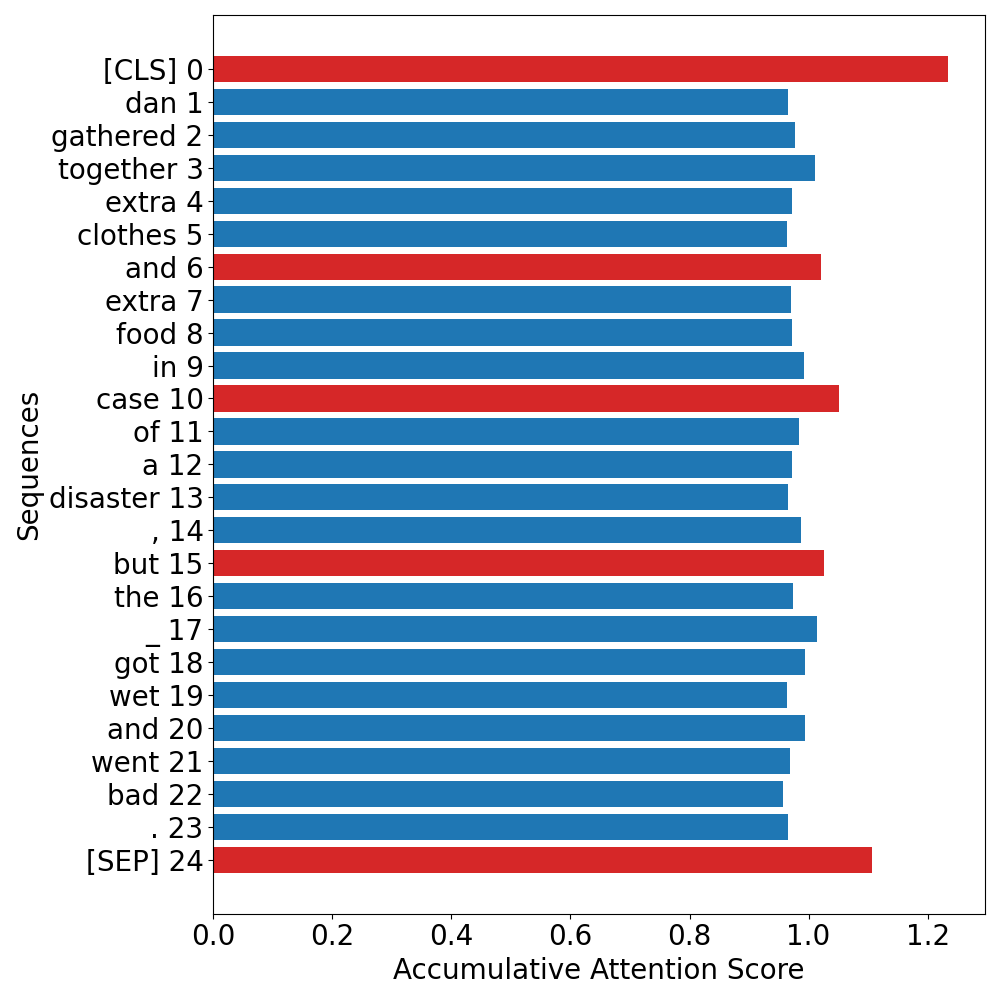 [CLS] 0
dan 1
gathered 2
together 3
extra 4
clothes 5
and 6
extra 7
food 8
in 9
case 10
of 11
a 12
disaster 13
, 14
but 15
the 16
_ 17
got 18
wet 19
and 20
went 21
bad 22
. 23
[SEP] 24
Sequences
0.0 0.2 0.4 0.6 0.8 1.0 1.2
Accumulative Attention Score